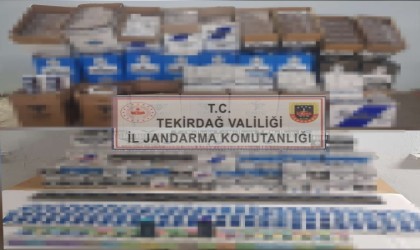 T.C.
TEKİRDAĞ VALİLİĞİ
İL JANDARMA KOMUTANLIĞI